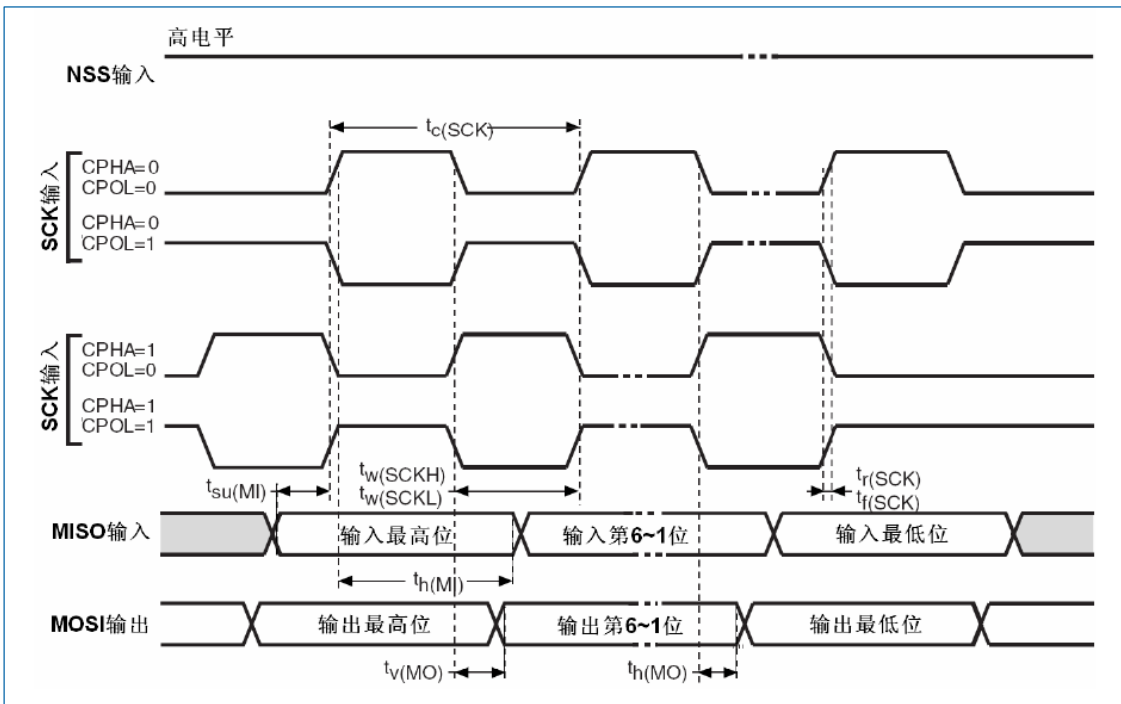 高电平
NSS输入
tc(SCK)
SCK输入
CPHA=0
CPOL=0
CPHA=0
CPOL=1
SCK输入
CPHA=1
CPOL=0
CPHA=1
CPOL=1
tsu(MI)
tw(SCKH)
tw(SCKL)
tr(SCK)
tf(SCK)
MISO输入
输入最高位
输入第6~1位
输入最低位
th(MI)
MOSI输出
输出最高位
输出第6~1位
输出最低位
tv(MO)
th(MO)